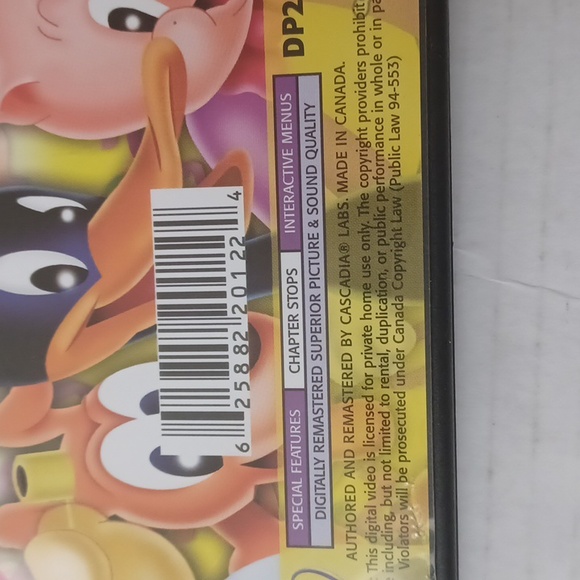 6 25882 20122 4
DP2
SPECIAL FEATURES CHAPTER STOPS INTERACTIVE MENUS
DIGITALLY REMASTERED SUPERIOR PICTURE & SOUND QUALITY
AUTHORED AND REMASTERED BY CASCADIA® LABS. MADE IN CANADA.
This digital video is licensed for private home use only. The copyright providers prohibit
including, but not limited to rental, duplication, or public performance in whole or in pa
Violators will be prosecuted under Canada Copyright Law (Public Law 94-553)